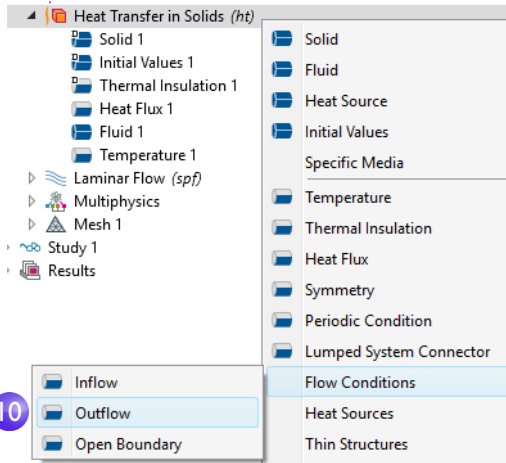 Heat Transfer in Solids (ht)
Solid 1
Initial Values 1
Thermal Insulation 1
Heat Flux 1
Fluid 1
Temperature 1
Laminar Flow (spf)
Multiphysics
Mesh 1
Study 1
Results
Solid
Fluid
Heat Source
Initial Values
Specific Media
Temperature
Thermal Insulation
Heat Flux
Symmetry
Periodic Condition
Lumped System Connector
Flow Conditions
Heat Sources
Thin Structures
Inflow
10
Outflow
Open Boundary